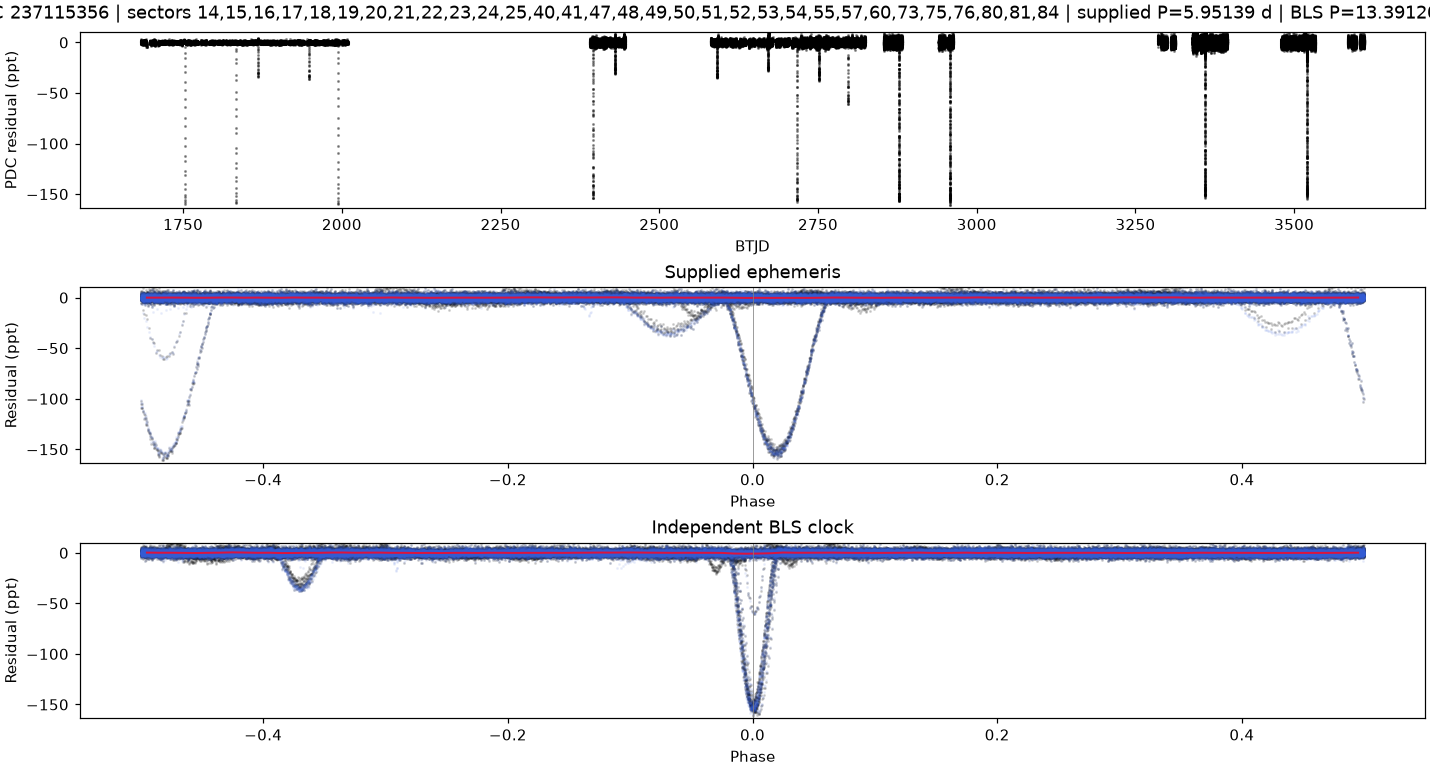 237115356 | sectors 14,15,16,17,18,19,20,21,22,23,24,25,40,41,47,48,49,50,51,52,53,54,55,57,60,73,75,76,80,81,84 | supplied P=5.95139 d | BLS P=13.3912
0
−50
−100
−150
PDC residual (ppt)
1750 2000 2250 2500 2750 3000 3250 3500
BTJD
Supplied ephemeris
0
−50
−100
−150
Residual (ppt)
−0.4 −0.2 0.0 0.2 0.4
Phase
Independent BLS clock
0
−50
−100
−150
Residual (ppt)
−0.4 −0.2 0.0 0.2 0.4
Phase